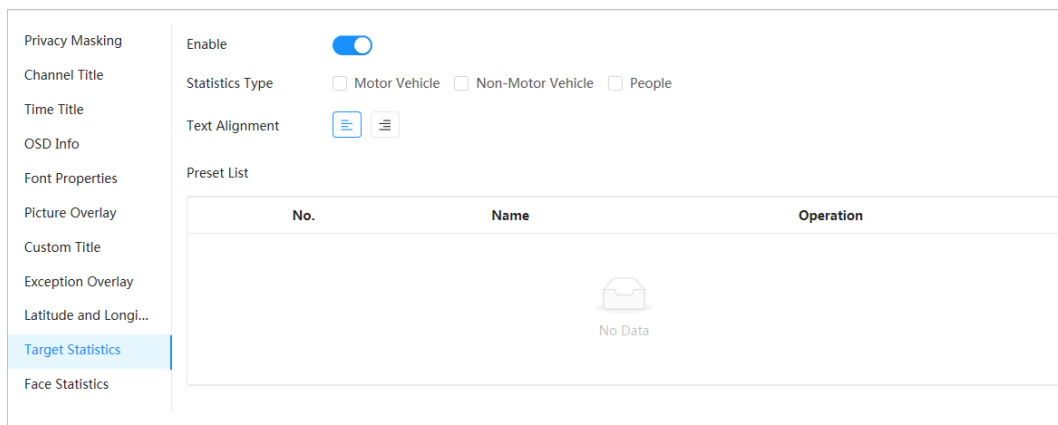 Privacy Masking
Channel Title
Time Title
OSD Info
Font Properties
Picture Overlay
Custom Title
Exception Overlay
Latitude and Longi...
Target Statistics
Face Statistics
Enable
Statistics Type
Motor Vehicle
Non-Motor Vehicle
People
Text Alignment
Preset List
No.
Name
Operation
No Data